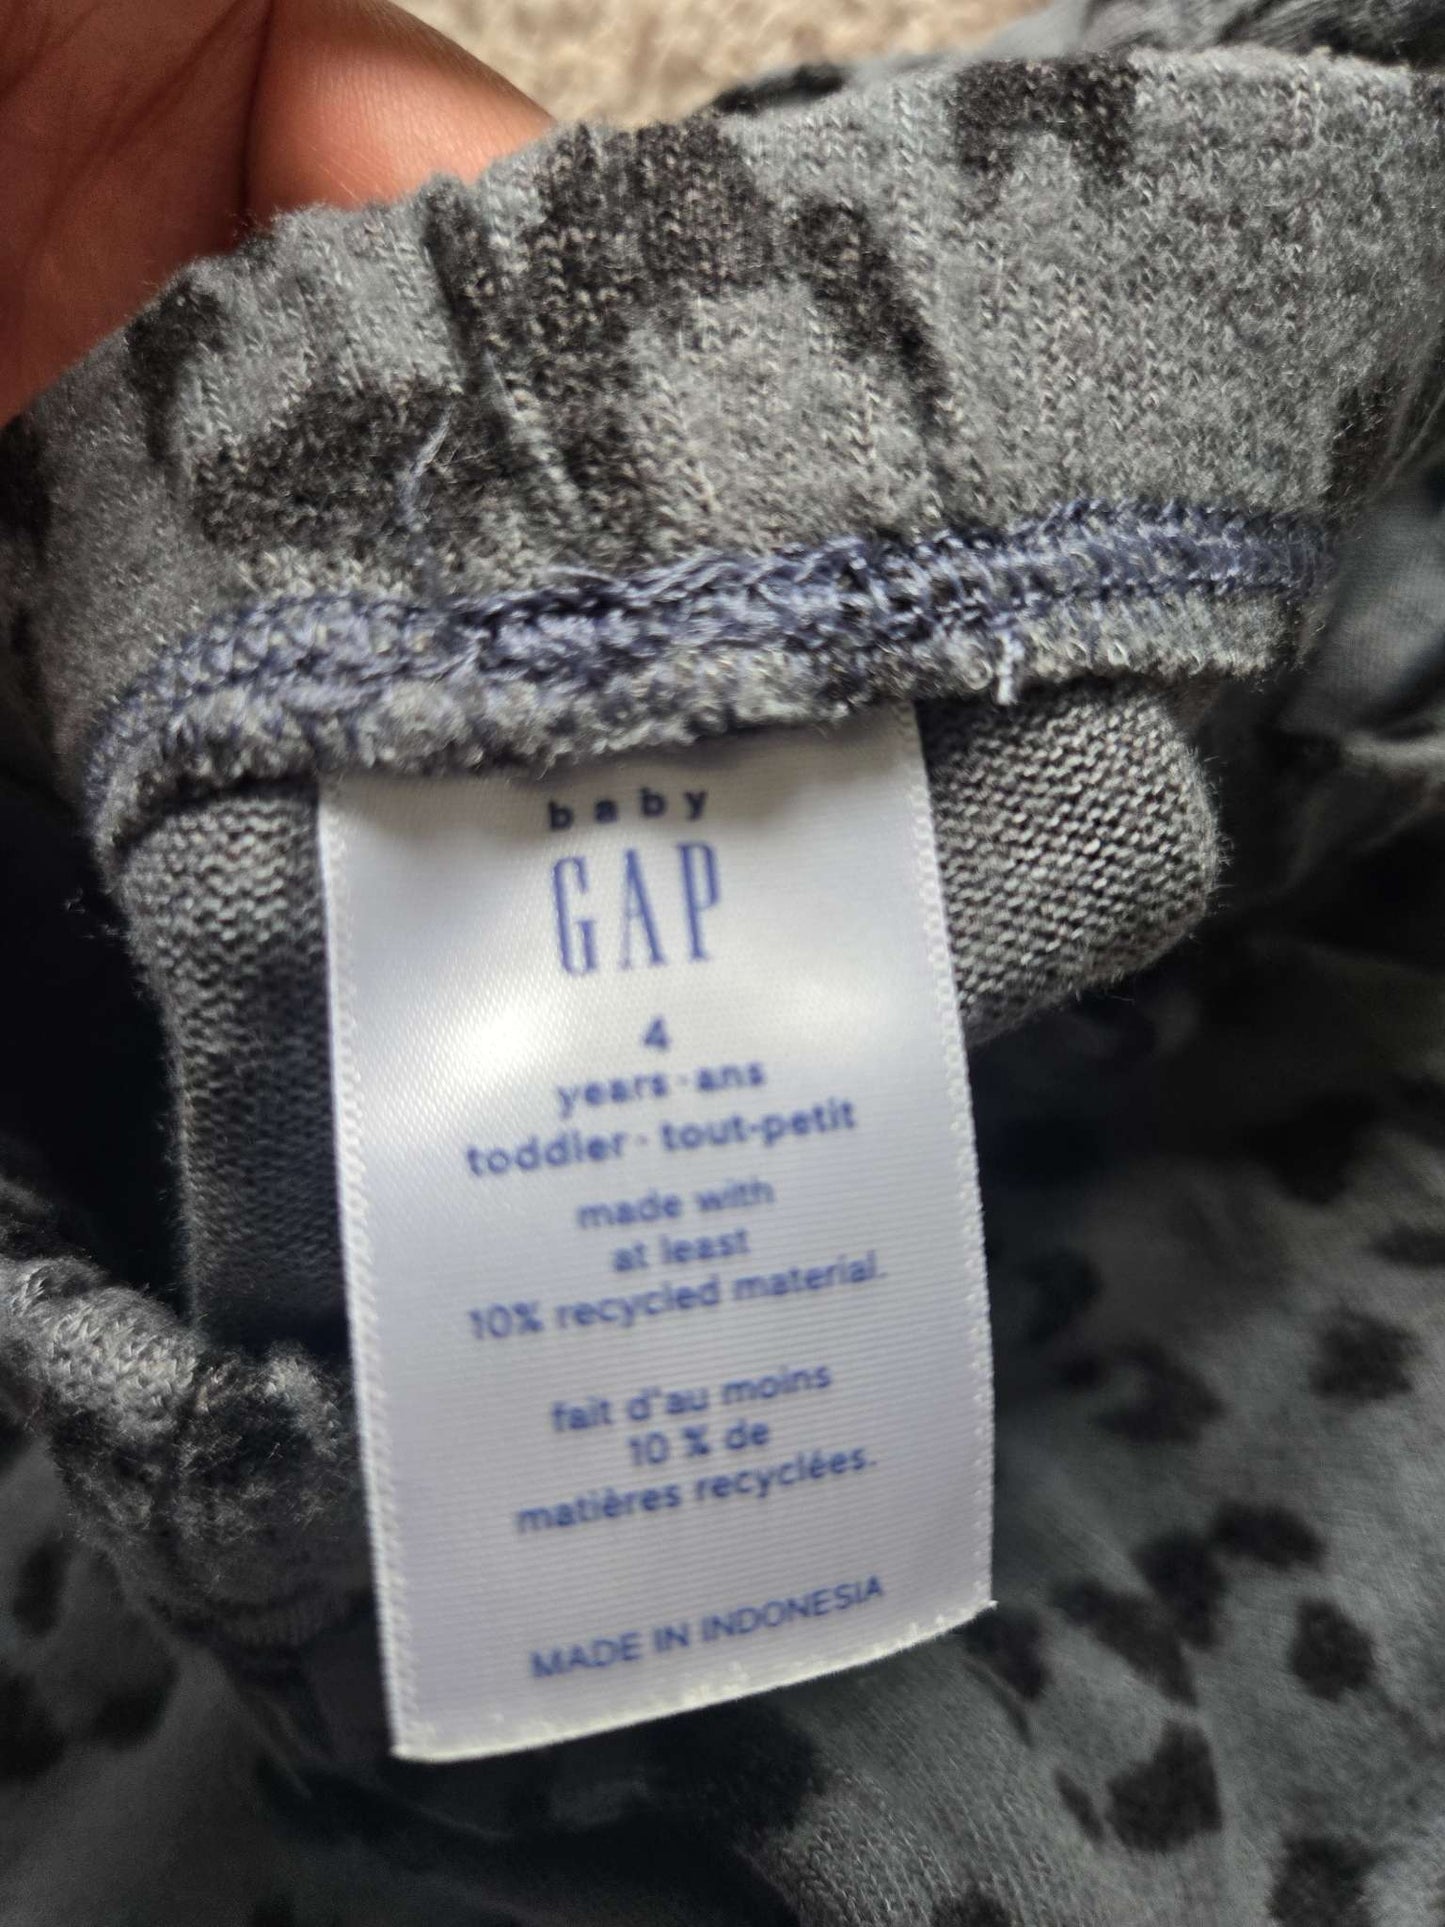 baby
GAP
4
years · ans
toddler · tout-petit
made with
at least
10% recycled material.
fait d'au moins
10 % de
matières recyclées.
MADE IN INDONESIA